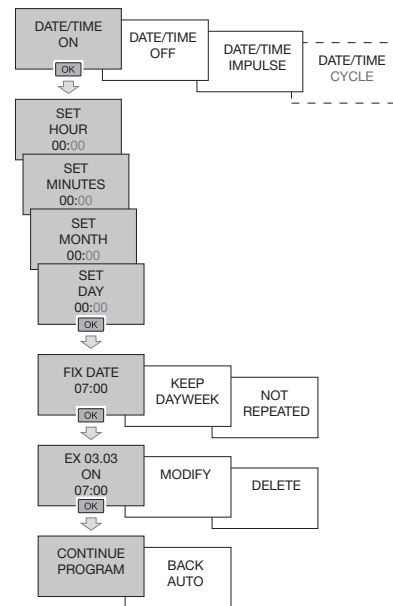 DATE/TIME
ON
OK
DATE/TIME
OFF
DATE/TIME
IMPULSE
DATE/TIME
CYCLE
SET
HOUR
00:00
SET
MINUTES
00:00
SET
MONTH
00:00
SET
DAY
00:00
OK
FIX DATE
07:00
OK
KEEP
DAYWEEK
NOT
REPEATED
EX 03.03
ON
07:00
OK
MODIFY
DELETE
CONTINUE
PROGRAM
BACK
AUTO